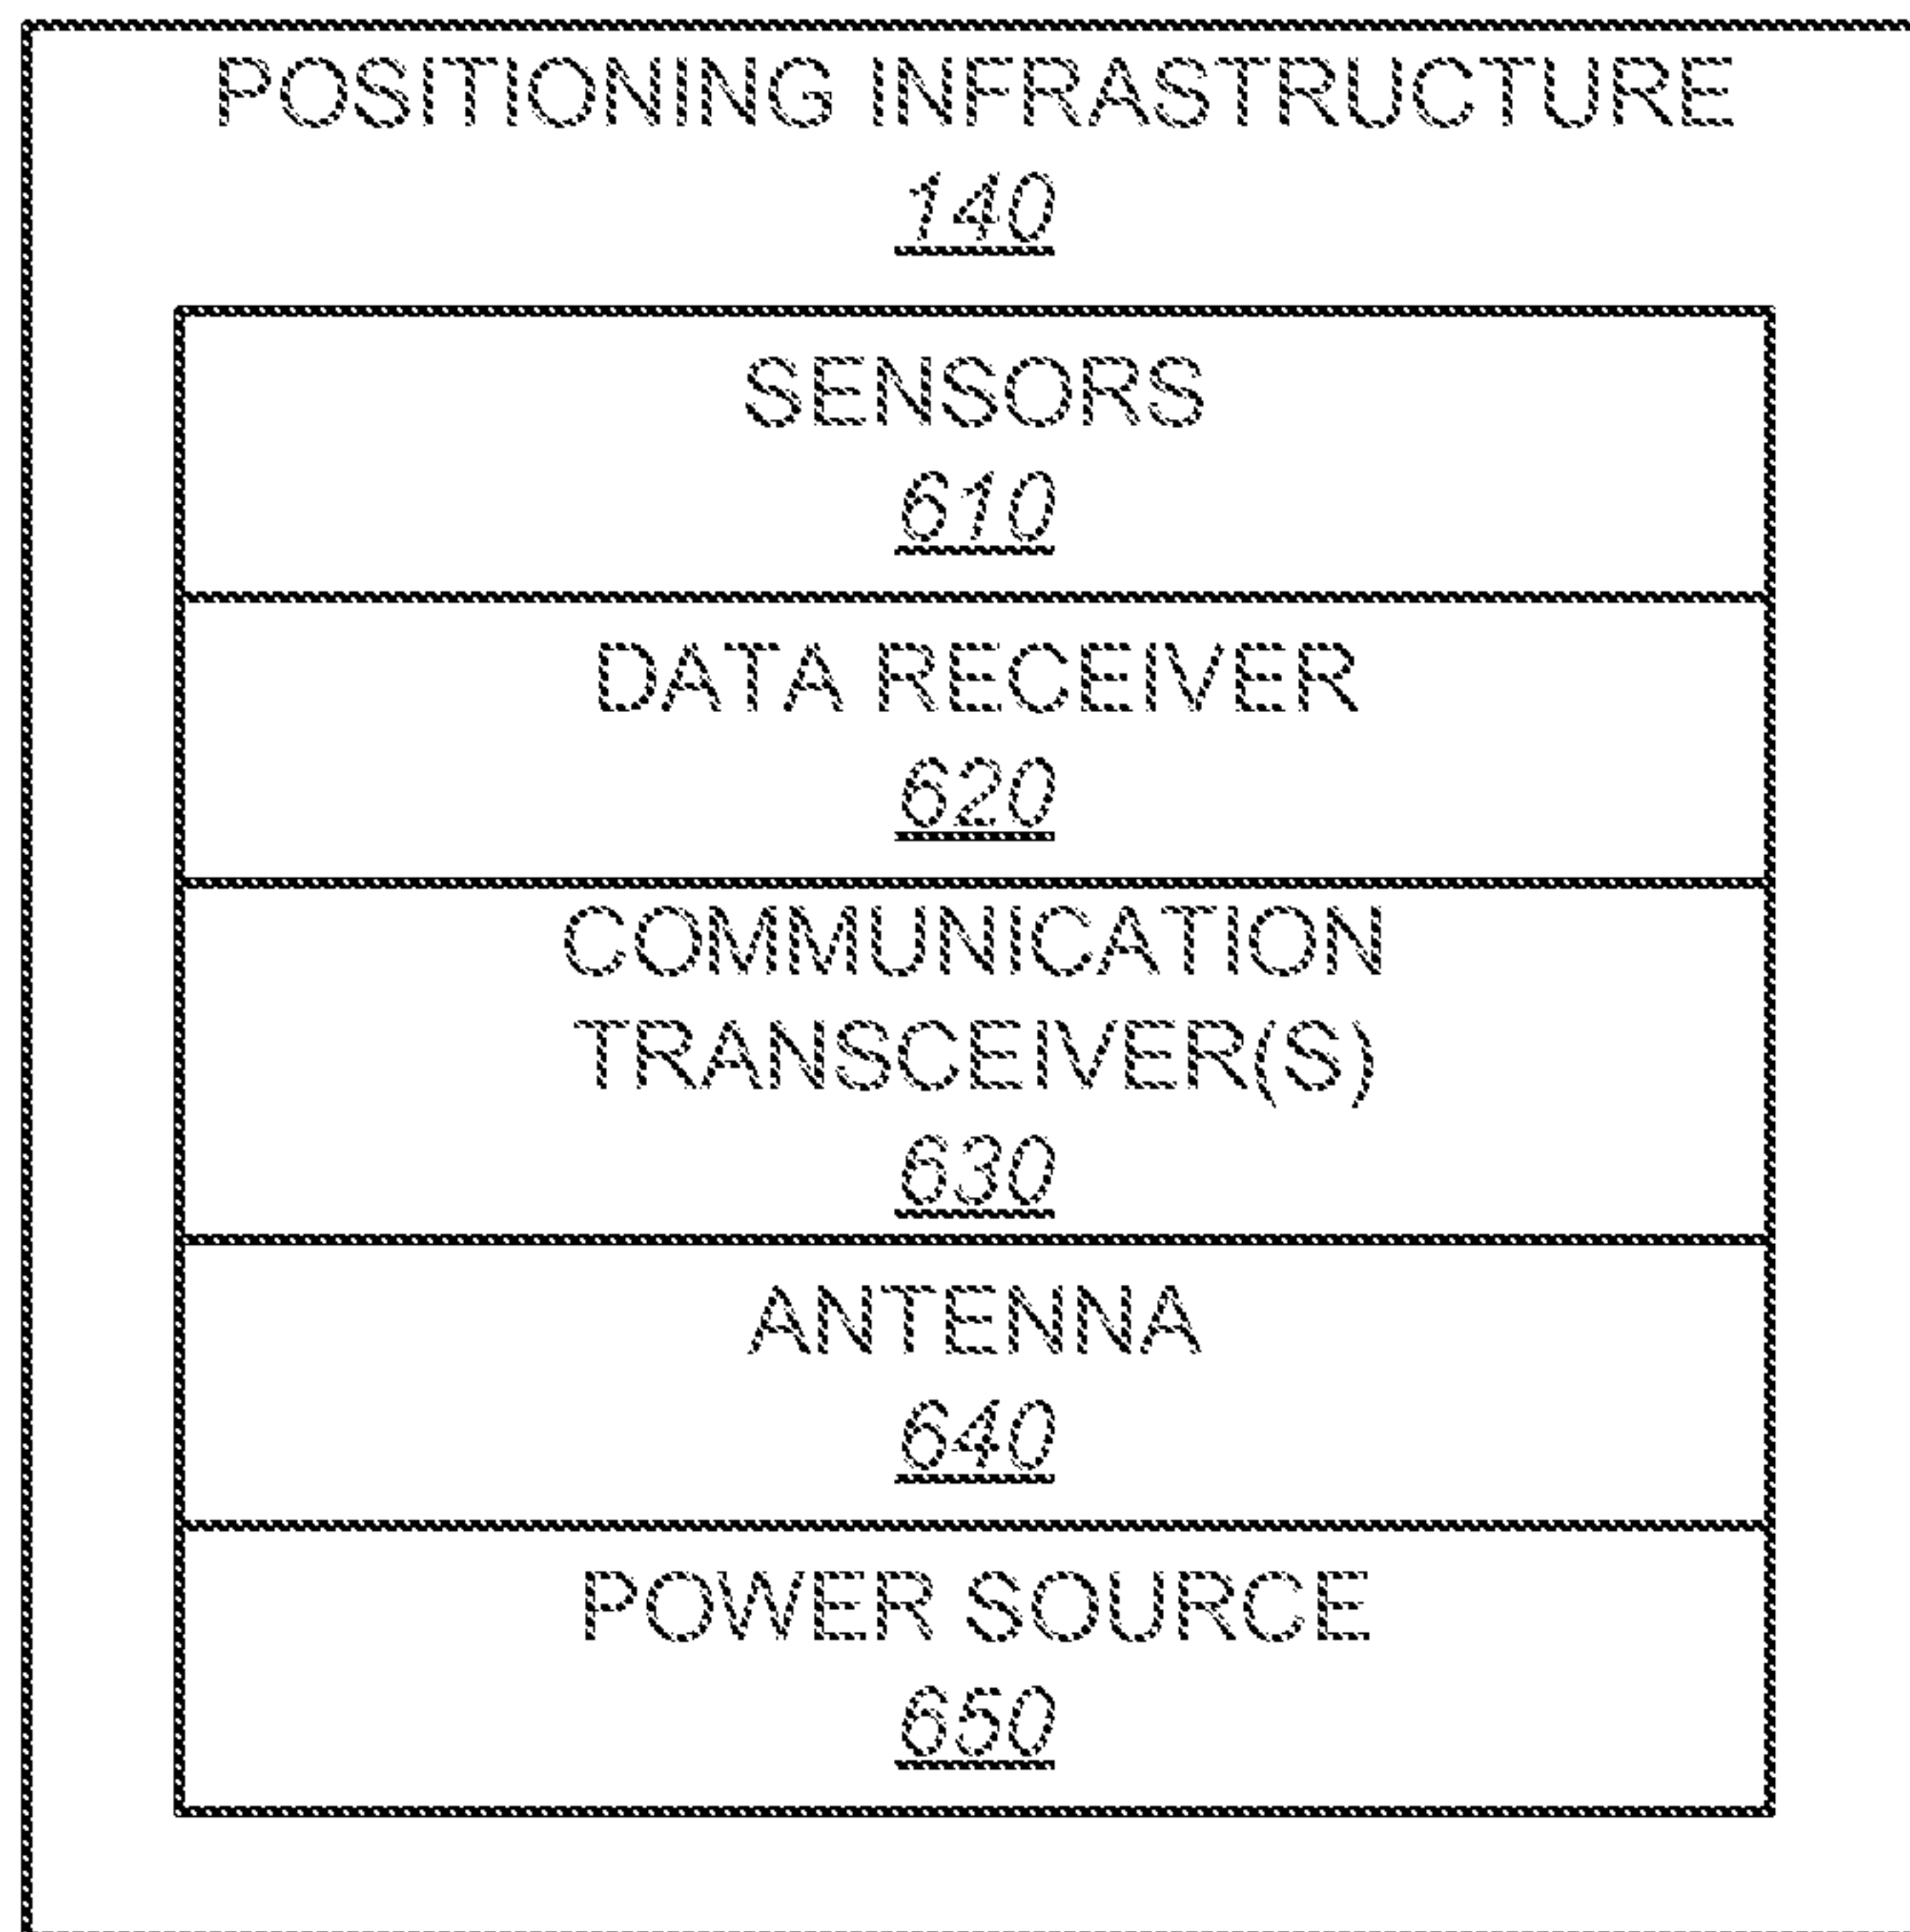 POSITIONING INFRASTRUCTURE
140
SENSORS
610
DATA RECEIVER
620
COMMUNICATION
TRANSCEIVER(S)
630
ANTENNA
640
POWER SOURCE
650